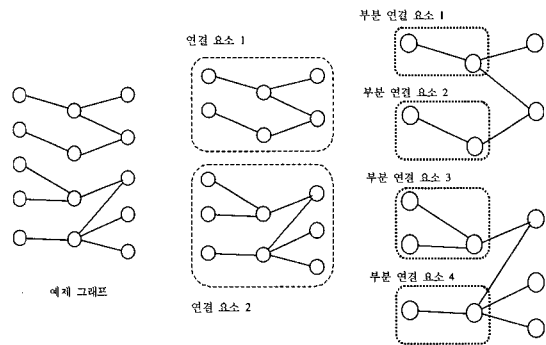 예제 그래프
연결 요소 1
연결 요소 2
부분 연결 요소 1
부분 연결 요소 2
부분 연결 요소 3
부분 연결 요소 4